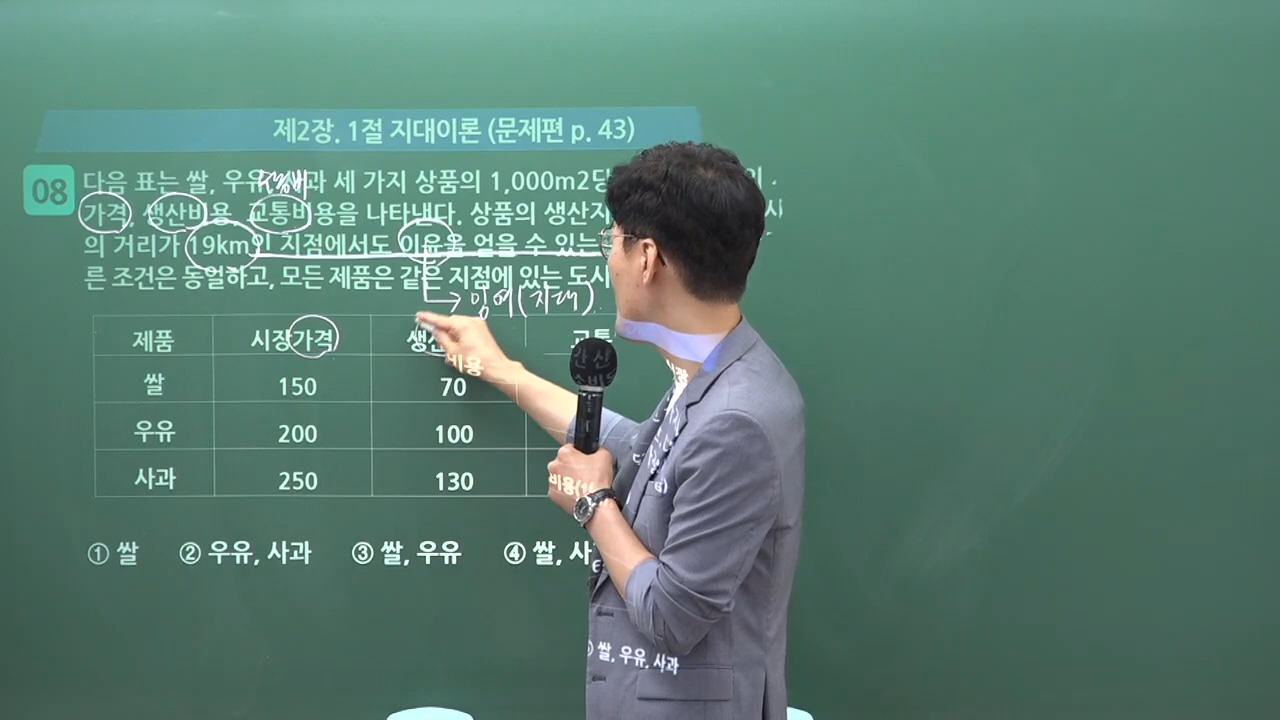 제2장. 1절 지대이론 (문제편 p. 43)
08 다음 표는 쌀, 우유, 사과 세 가지 상품의 1,000m2당
가격, 생산비용, 교통비용을 나타낸다. 상품의 생산지
의 거리가 19km인 지점에서도 이윤을 얻을 수 있는
른 조건은 동일하고, 모든 제품은 같은 지점에 있는 도시
잉여(지대)
제품 시장가격 생산비용
쌀 150 70
우유 200 100
사과 250 130
① 쌀 ② 우유, 사과 ③ 쌀, 우유 ④ 쌀, 사
쌀, 우유, 사과